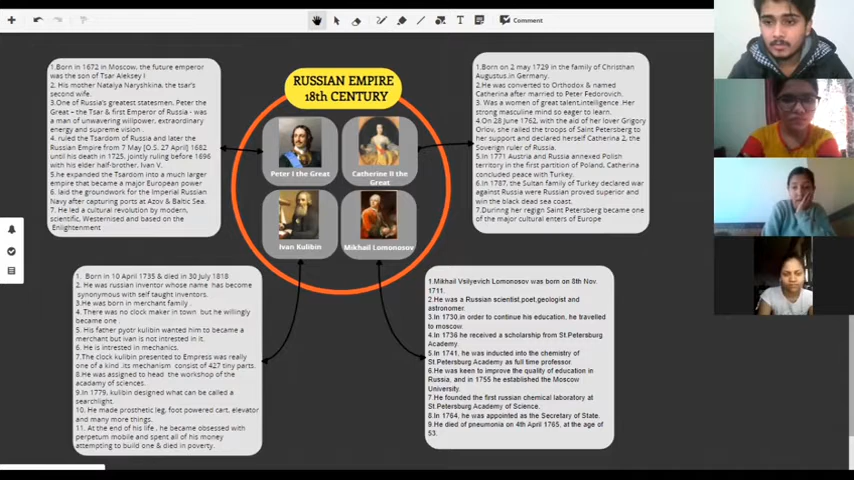 Comment
RUSSIAN EMPIRE
18th CENTURY
1.Born in 1672 in Moscow, the future emperor
was the son of Tsar Aleksey I
2. His mother Natalya Naryshkina, the tsar's
second wife.
3.One of Russia's greatest statesmen, Peter the
Great – the Tsar & first Emperor of Russia - was
a man of unwavering willpower, extraordinary
energy and supreme vision .
4. ruled the Tsardom of Russia and later the
Russian Empire from 7 May [O.S. 27 April] 1682
until his death in 1725, jointly ruling before 1696
with his elder half-brother, Ivan V.
5.he expanded the Tsardom into a much larger
empire that became a major European power
6. laid the groundwork for the Imperial Russian
Navy after capturing ports at Azov & Baltic Sea.
7. He led a cultural revolution by modern,
scientific, Westernised and based on the
Enlightenment
1.Born on 2 may 1729 in the family of Christhan
Augustus.in Germany.
2.He was converted to Orthodox & named
Catherina after married to Peter Fedorovich.
3. Was a women of great talent.intelligence .Her
strong masculine mind so eager to learn.
4.On 28 June 1762, with the aid of her lover Grigory
Orlov, she rallied the troops of Saint Petersburg to
her support and declared herself Catherina 2, the
Soverign ruler of Russia.
5.In 1771 Austria and Russia annexed Polish
territory in the first partition of Poland. Catherina
concluded peace with Turkey.
6.In 1787, the Sultan family of Turkey declared war
against Russia were Russian proved superior and
win the black dead sea coast.
7.Durinng her regign Saint Petersburg became one
of the major cultural enters of Europe
Peter I the Great
Catherine II the
Great
Ivan Kulibin
Mikhail Lomonosov
1. Born in 10 April 1735 & died in 30 July 1818
2. He was russian inventor whose name has become
synonymous with self taught inventors.
3.He was born in merchant family .
4. There was no clock maker in town but he willingly
became one .
5. His father pyotr kulibin wanted him to became a
merchant but ivan is not intrested in it.
6. He is intrested in mechanics.
7.The clock kulibin presented to Empress was really
one of a kind .its mechanism consist of 427 tiny parts.
8.He was assigned to head the workshop of the
acadamy of sciences.
9.In 1779, kulibin designed what can be called a
searchlight.
10. He made prosthetic leg, foot powered cart, elevator
and many more things.
11. At the end of his life , he became obsessed with
perpetum mobile and spent all of his money
attempting to build one & died in poverty.
1.Mikhail Vsilyevich Lomonosov was born on 8th Nov.
1711.
2.He was a Russian scientist,poet,geologist and
astronomer.
3.In 1730,in order to continue his education, he travelled
to moscow.
4.In 1736 he received a scholarship from St.Petersburg
Academy.
5.In 1741, he was inducted into the chemistry of
St.Petersburg Academy as full time professor.
6.He was keen to improve the quality of education in
Russia, and in 1755 he established the Moscow
University.
7.He founded the first russian chemical laboratory at
St Petersburg Academy of Science.
8.In 1764, he was appointed as the Secretary of State.
9.He died of pneumonia on 4th April 1765, at the age of
53.